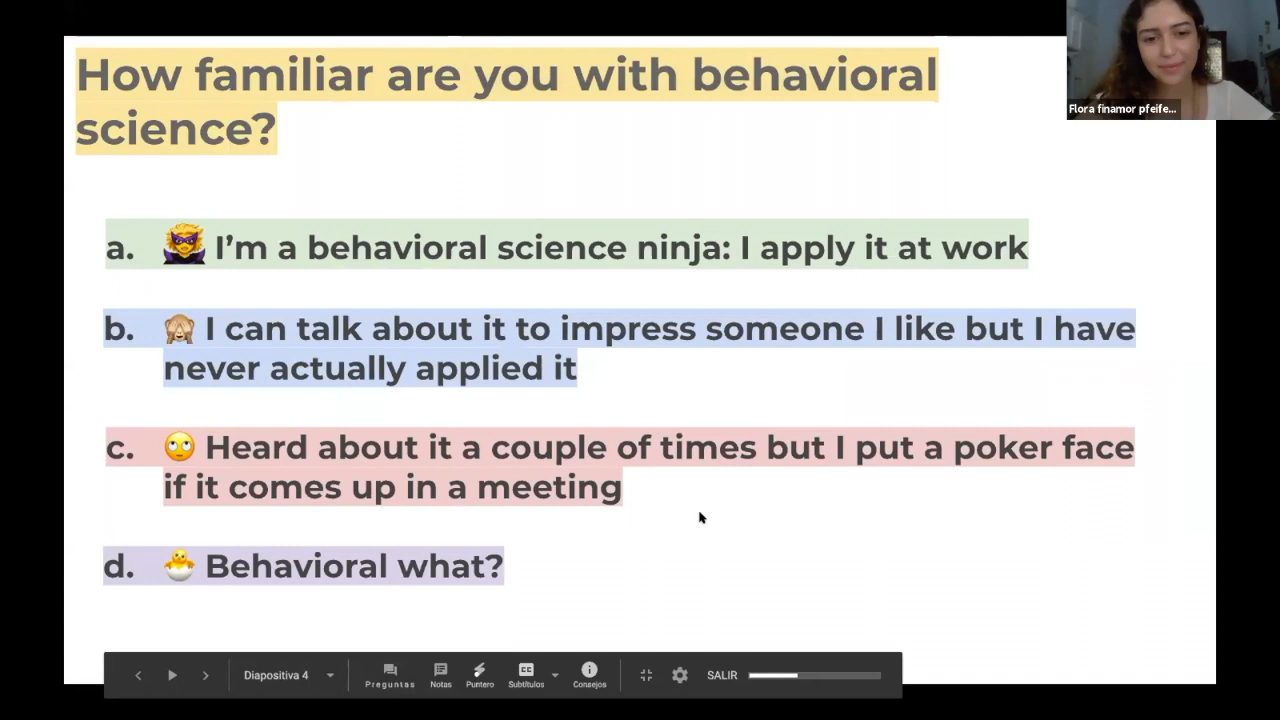 How familiar are you with behavioral
science?
Flora finamor pfeife...
a. I'm a behavioral science ninja: I apply it at work
b. I can talk about it to impress someone I like but I have
never actually applied it
c. Heard about it a couple of times but I put a poker face
if it comes up in a meeting
d. Behavioral what?
Diapositiva 4
Preguntas
Notas
Puntero
CC
Subtítulos
Consejos
SALIR